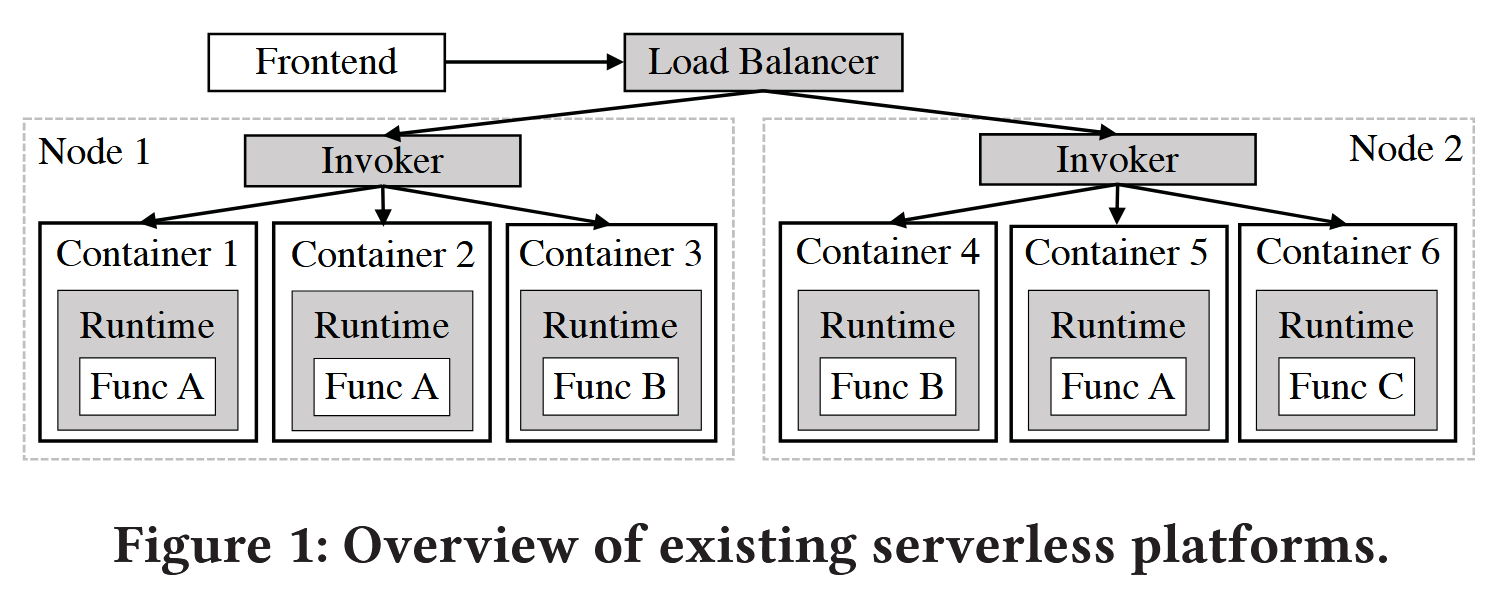 Frontend
Load Balancer
Node 1
Invoker
Container 1
Runtime
Func A
Container 2
Runtime
Func A
Container 3
Runtime
Func B
Node 2
Invoker
Container 4
Runtime
Func B
Container 5
Runtime
Func A
Container 6
Runtime
Func C
Figure 1: Overview of existing serverless platforms.